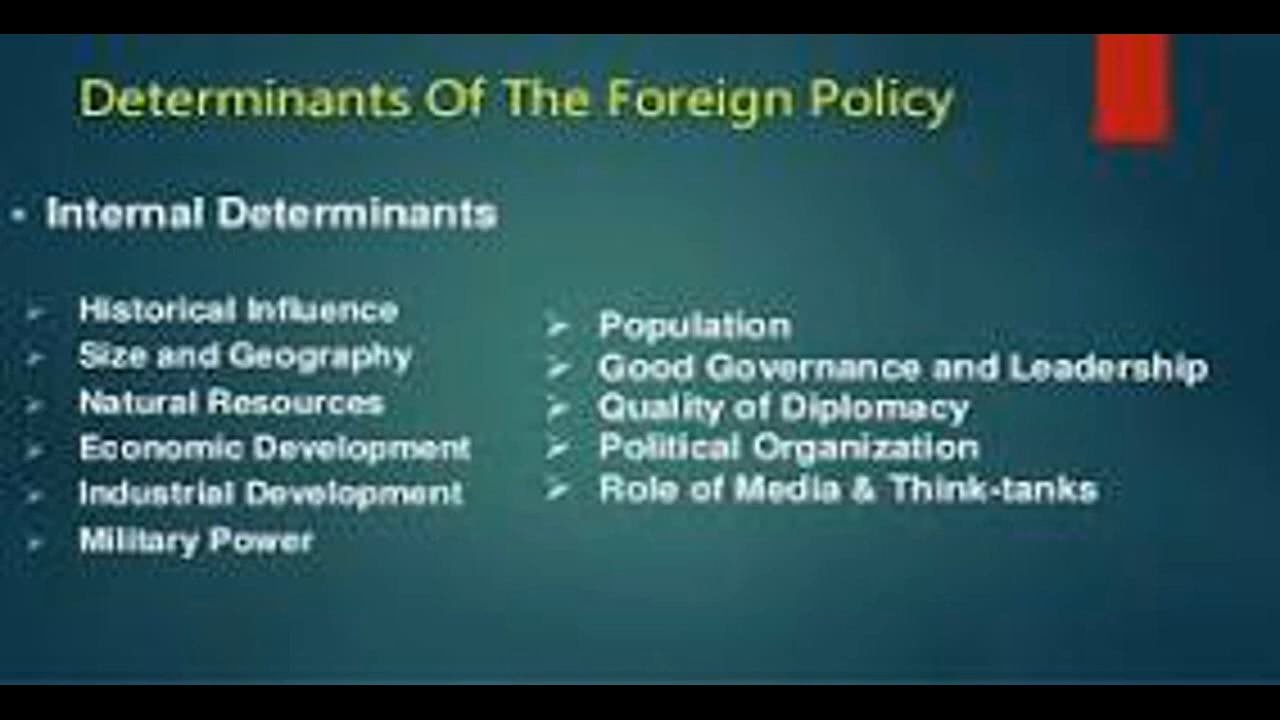 Determinants Of The Foreign Policy
• Internal Determinants
➢ Historical Influence
➢ Size and Geography
➢ Natural Resources
➢ Economic Development
➢ Industrial Development
➢ Military Power
➢ Population
➢ Good Governance and Leadership
➢ Quality of Diplomacy
➢ Political Organization
➢ Role of Media & Think-tanks